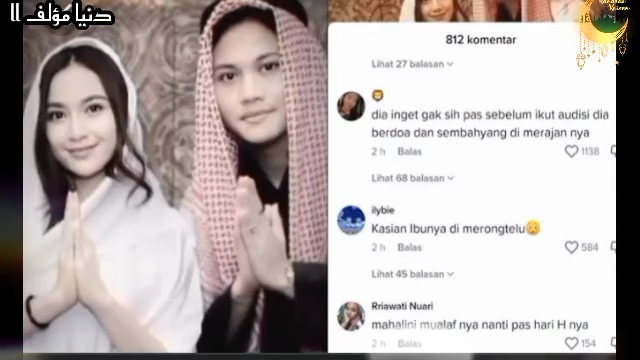 دنيا مؤلف 11
812 komentar
Lihat 27 balasan
dia inget gak sih pas sebelum ikut audisi dia
berdoa dan sembahyang di merajan nya
2 h Balas 1138
Lihat 68 balasan
ilybie
Kasian Ibunya di merongtelu😳
2 h Balas 584
Lihat 45 balasan
Rriawati Nuari
mahalini mualaf nya nanti pas hari H nya
2 h Balas 154